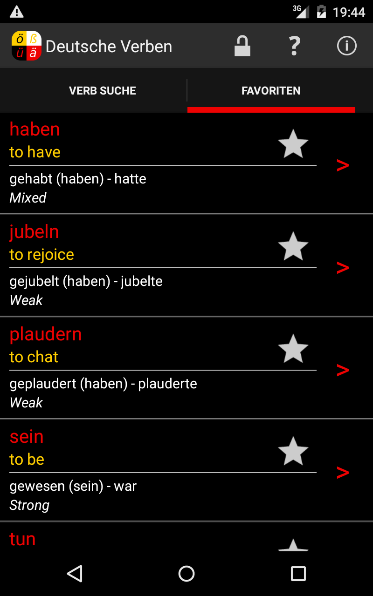 3G 19:44
ö ß ü ä Deutsche Verben ? i
VERB SUCHE FAVORITEN
haben
to have
>
gehabt (haben) - hatte
Mixed
jubeln
to rejoice
>
gejubelt (haben) - jubelte
Weak
plaudern
to chat
>
geplaudert (haben) - plauderte
Weak
sein
to be
>
gewesen (sein) - war
Strong
tun